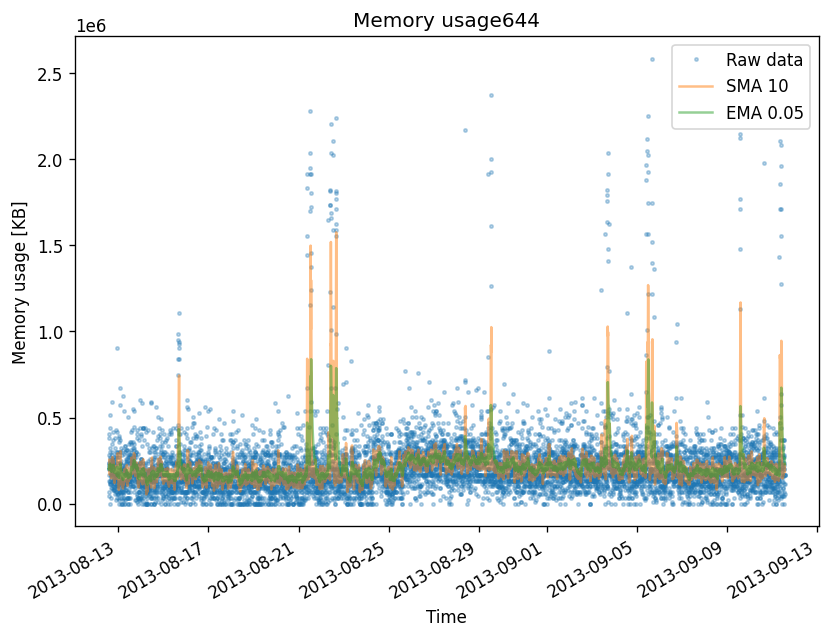 Memory usage644
1e6
Raw data
SMA 10
EMA 0.05
2.5
2.0
1.5
1.0
0.5
0.0
Memory usage [KB]
2013-08-13
2013-08-17
2013-08-21
2013-08-25
2013-08-29
2013-09-01
2013-09-05
2013-09-09
2013-09-13
Time